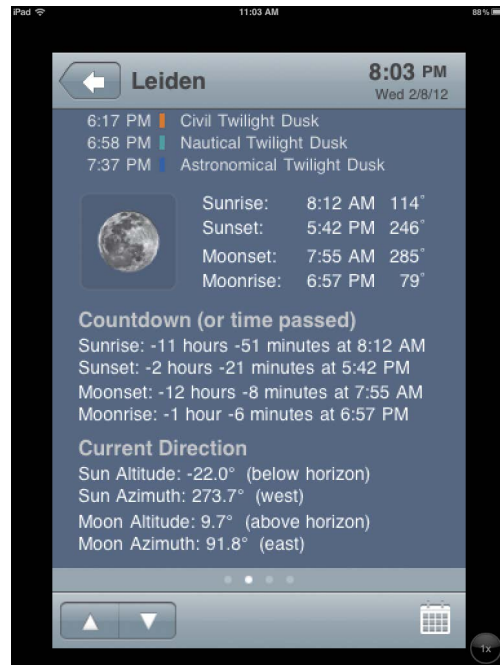 iPad 11:03 AM 88%
Leiden 8:03 PM
Wed 2/8/12
6:17 PM Civil Twilight Dusk
6:58 PM Nautical Twilight Dusk
7:37 PM Astronomical Twilight Dusk
Sunrise: 8:12 AM 114°
Sunset: 5:42 PM 246°
Moonset: 7:55 AM 285°
Moonrise: 6:57 PM 79°
Countdown (or time passed)
Sunrise: -11 hours -51 minutes at 8:12 AM
Sunset: -2 hours -21 minutes at 5:42 PM
Moonset: -12 hours -8 minutes at 7:55 AM
Moonrise: -1 hour -6 minutes at 6:57 PM
Current Direction
Sun Altitude: -22.0° (below horizon)
Sun Azimuth: 273.7° (west)
Moon Altitude: 9.7° (above horizon)
Moon Azimuth: 91.8° (east)
1x